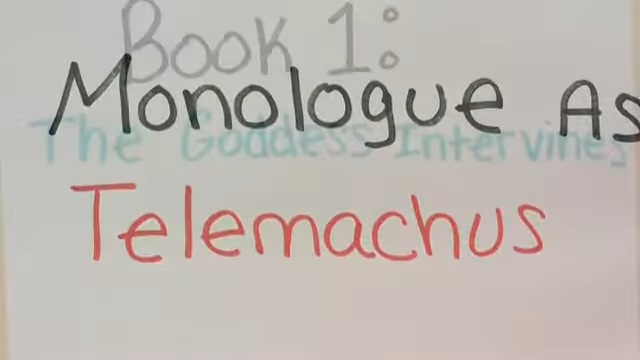 Book 1:
Monologue As
The Goddess Intervines
Telemachus